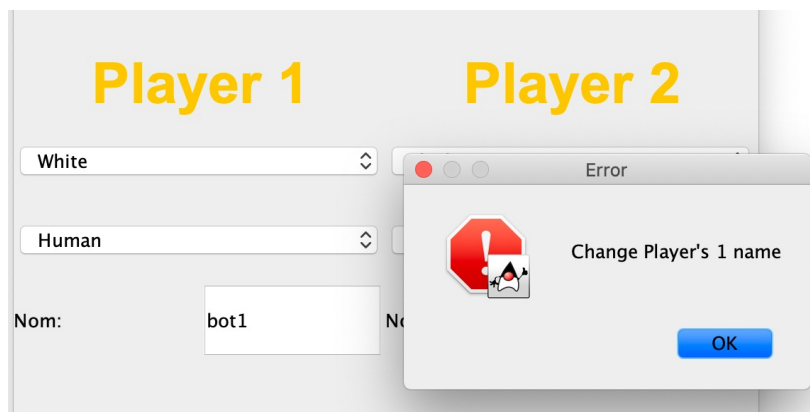 Player 1
Player 2
White
Error
Human
Change Player's 1 name
Nom:
bot1
OK